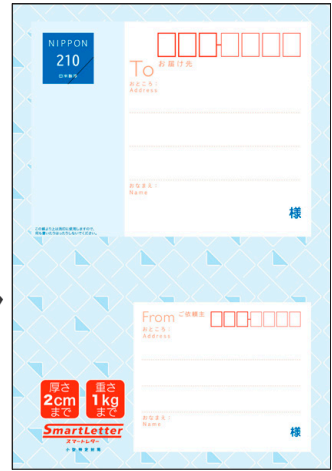 NIPPON
210
日本郵便
To お届け先
おところ:
Address
おなまえ:
Name
様
From ご依頼主
おところ:
Address
おなまえ:
Name
様
厚さ
2cm
まで
重さ
1kg
まで
SmartLetter
スマートレター